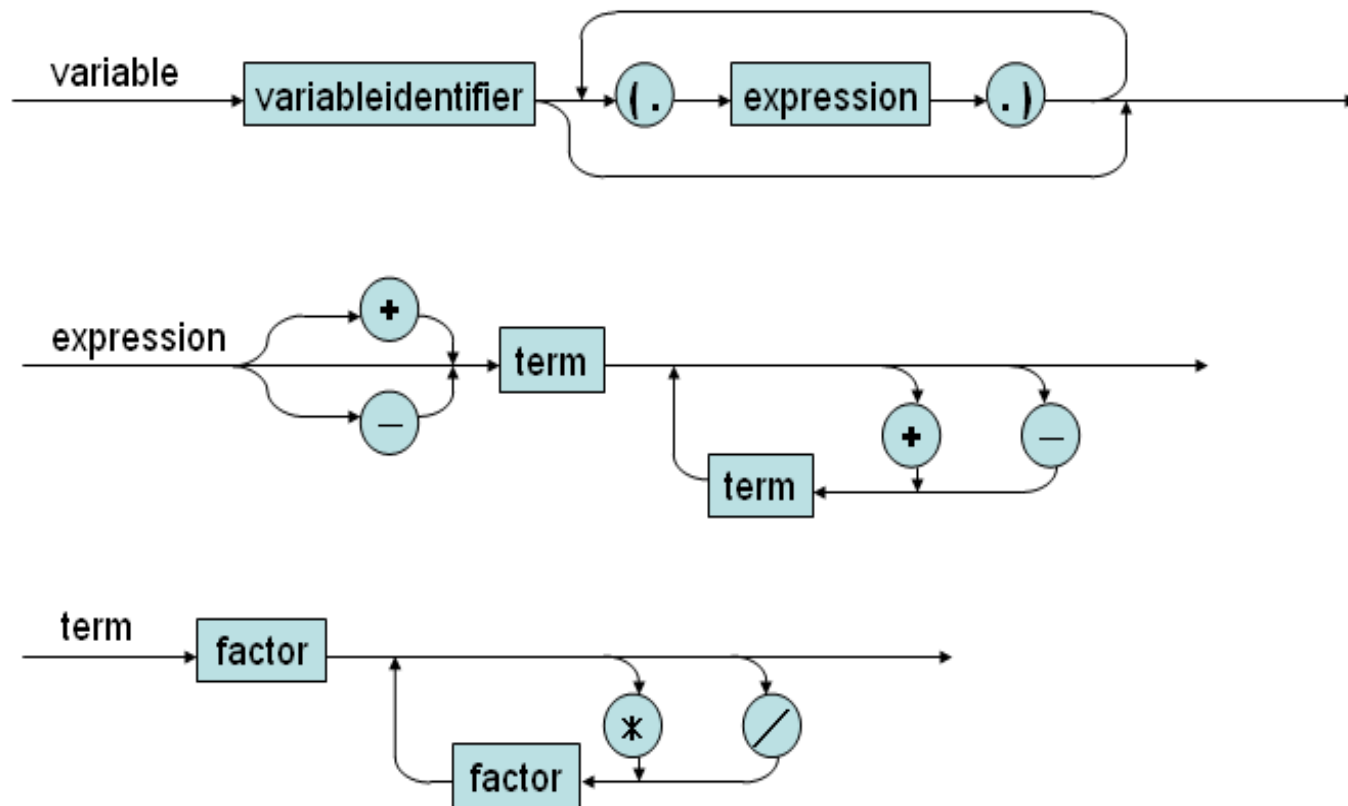 variable variableidentifier (. expression .)
+
expression term
–
+ –
term
term factor
* /
factor